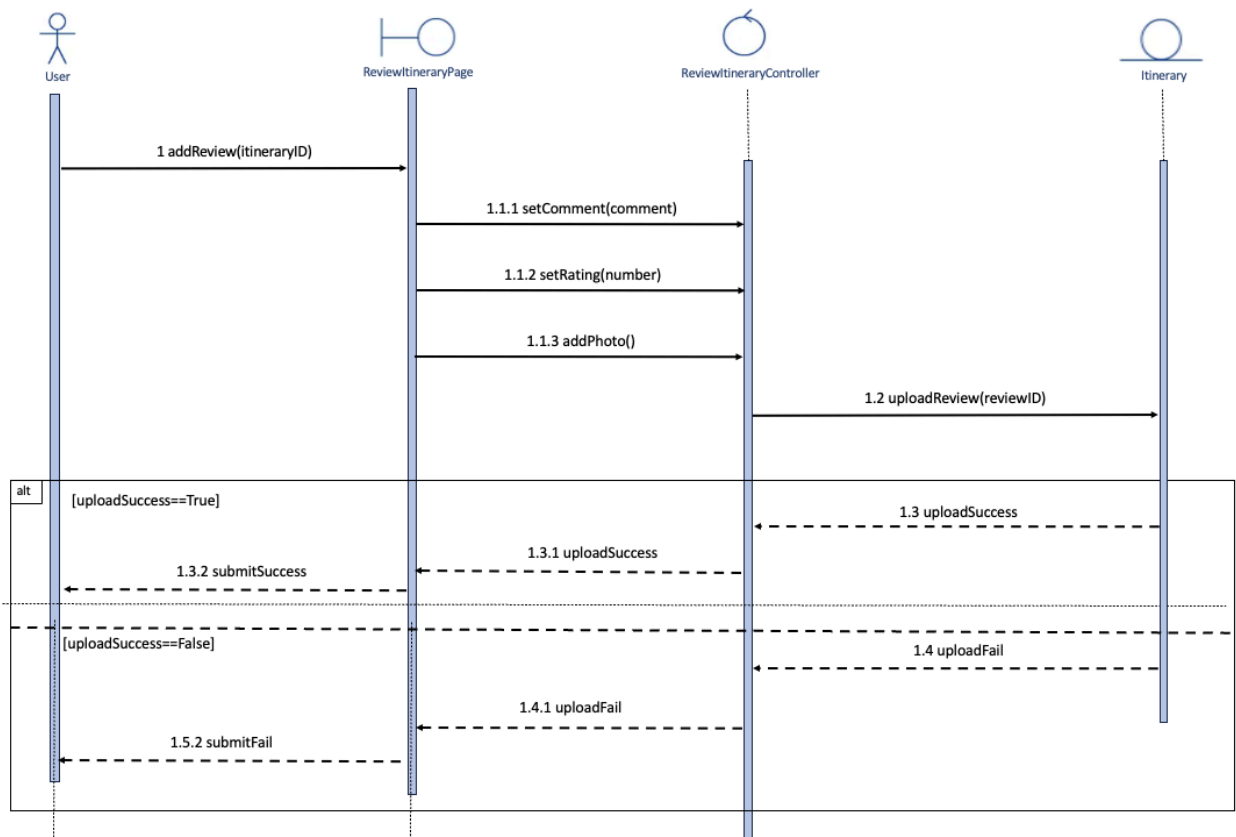 User
ReviewItineraryPage
ReviewItineraryController
Itinerary
1 addReview(itineraryID)
1.1.1 setComment(comment)
1.1.2 setRating(number)
1.1.3 addPhoto()
1.2 uploadReview(reviewID)
alt
[uploadSuccess==True]
1.3 uploadSuccess
1.3.1 uploadSuccess
1.3.2 submitSuccess
[uploadSuccess==False]
1.4 uploadFail
1.4.1 uploadFail
1.5.2 submitFail